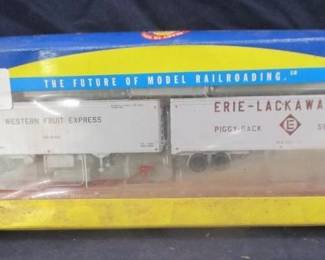 THE FUTURE OF MODEL RAILROADING.
WESTERN FRUIT EXPRESS
ERIE-LACKAWA
PIGGY-BACK
E